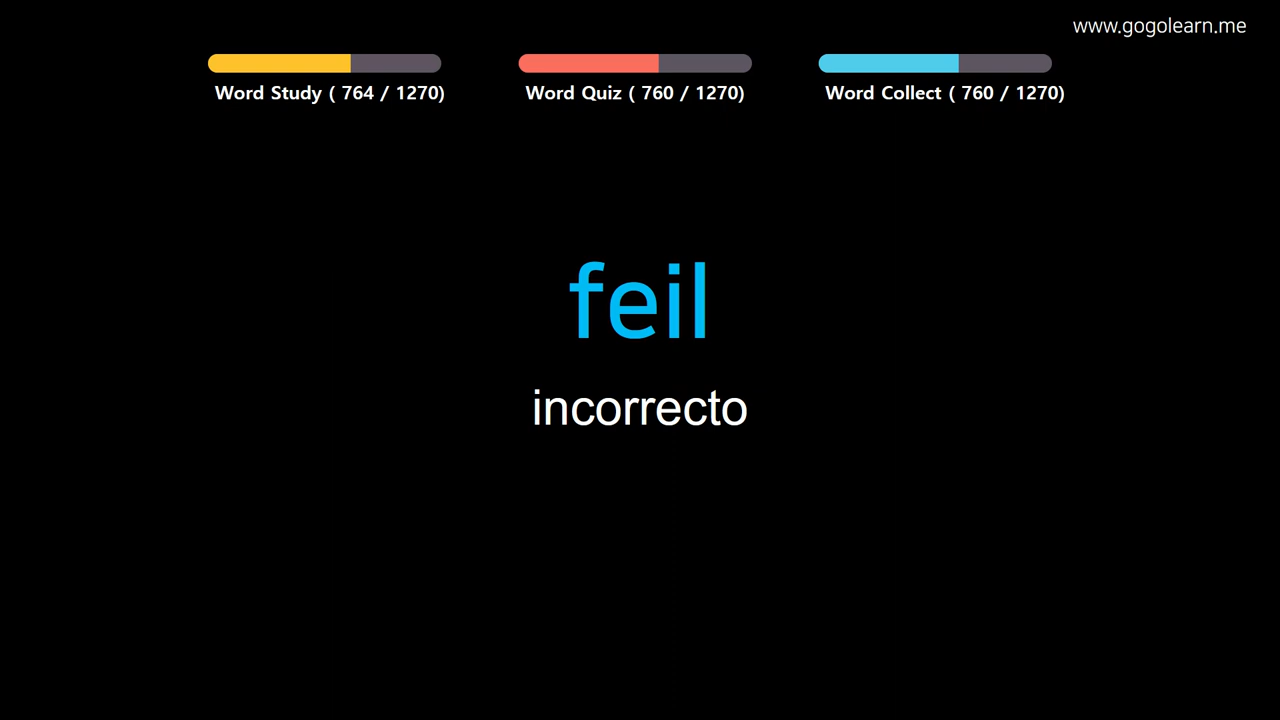 www.gogolearn.me
Word Study ( 764 / 1270)
Word Quiz ( 760 / 1270)
Word Collect ( 760 / 1270)
feil
incorrecto